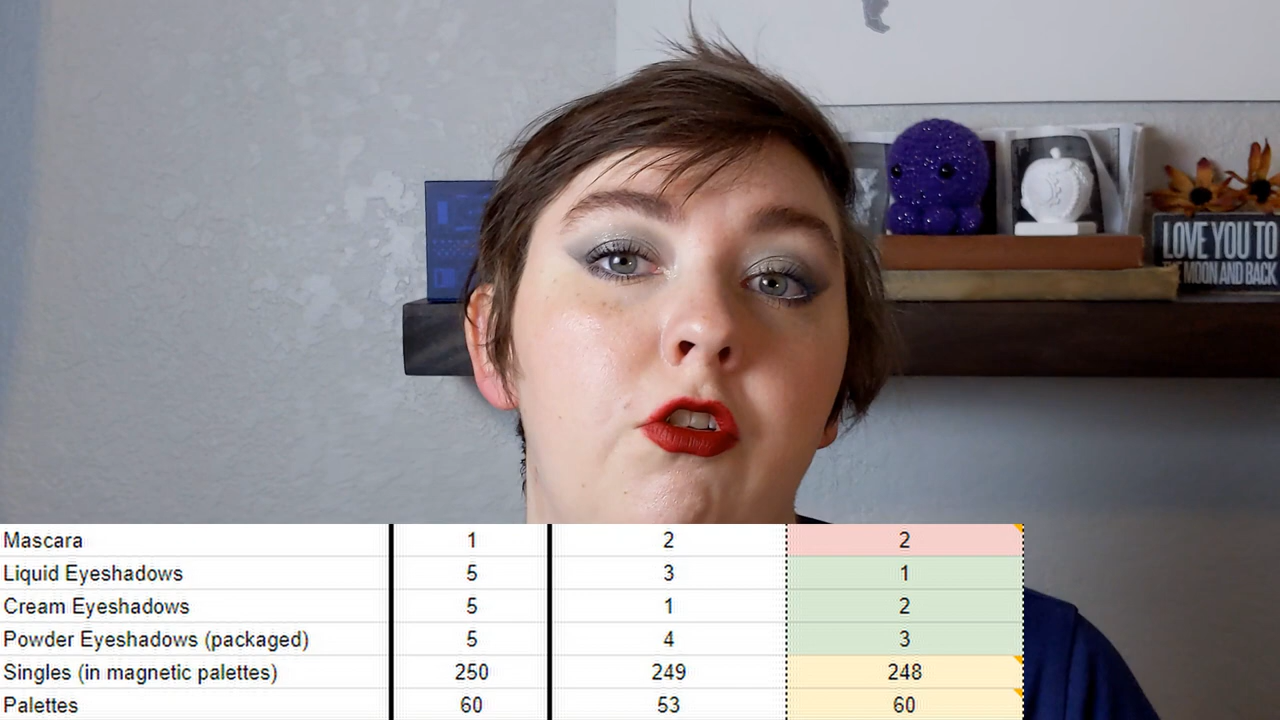 LOVE YOU TO
MOON AND BACK
Mascara 1 2 2
Liquid Eyeshadows 5 3 1
Cream Eyeshadows 5 1 2
Powder Eyeshadows (packaged) 5 4 3
Singles (in magnetic palettes) 250 249 248
Palettes 60 53 60